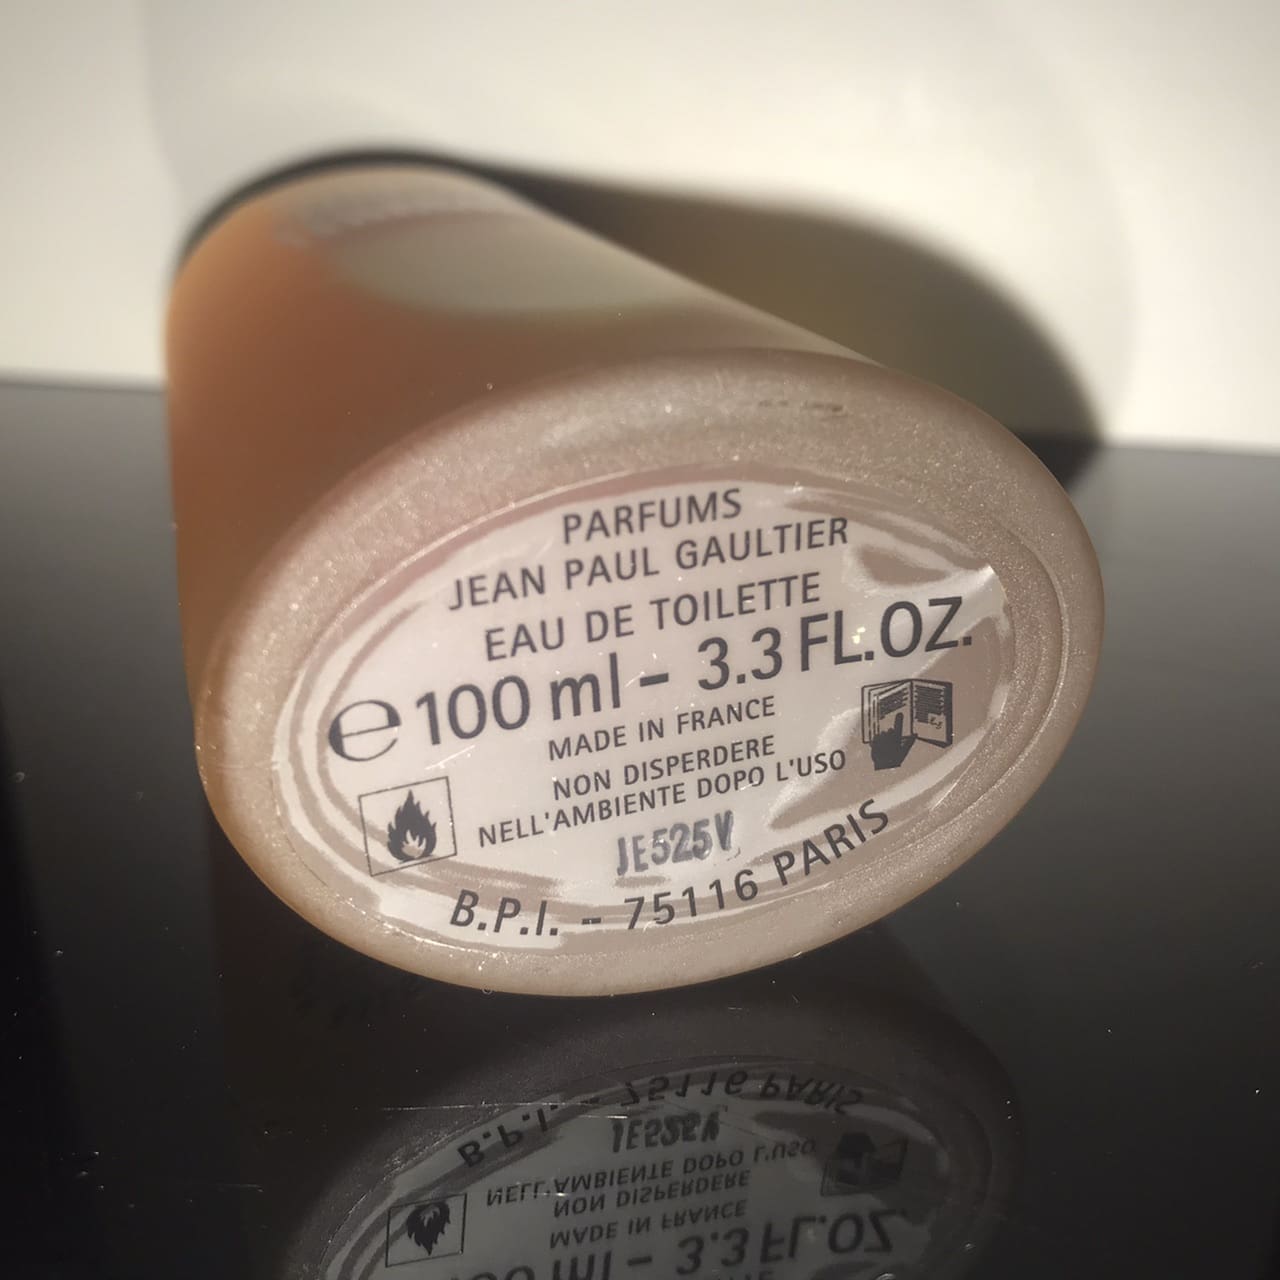 PARFUMS
JEAN PAUL GAULTIER
EAU DE TOILETTE
℮ 100 ml - 3.3 FL.OZ.
MADE IN FRANCE
NON DISPERDERE
NELL'AMBIENTE DOPO L'USO
JE525V
B.P.I. - 75116 PARIS